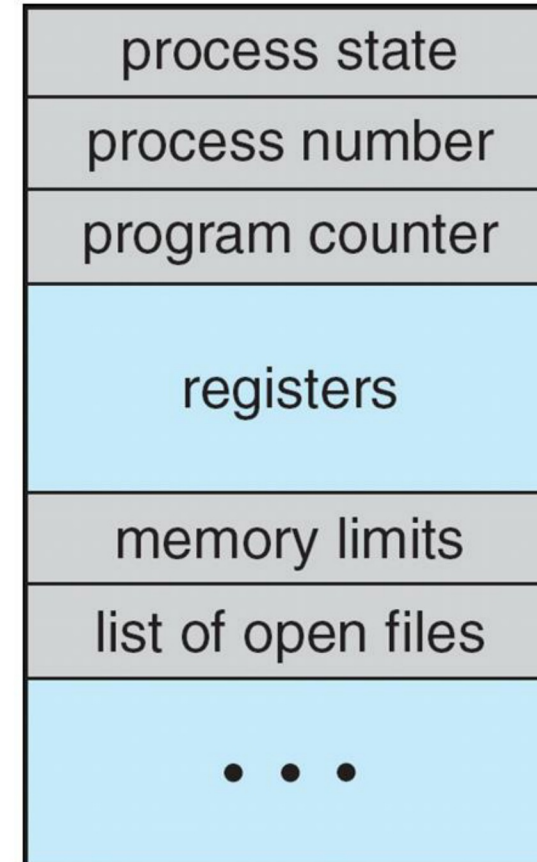 process state
process number
program counter
registers
memory limits
list of open files
• • •